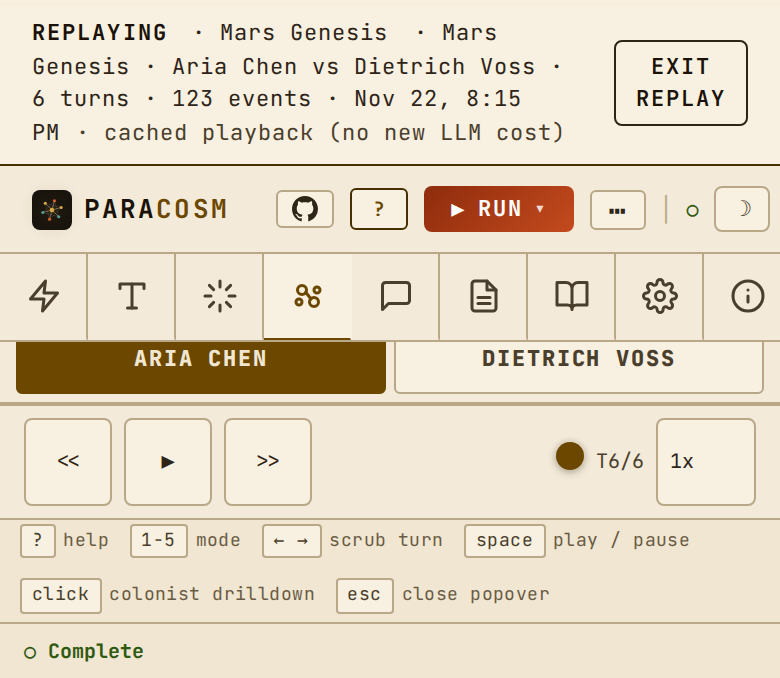 REPLAYING · Mars Genesis · Mars
Genesis · Aria Chen vs Dietrich Voss ·
6 turns · 123 events · Nov 22, 8:15
PM · cached playback (no new LLM cost)
EXIT
REPLAY
PARACOSM
?
▶ RUN ▾
…
ARIA CHEN
DIETRICH VOSS
<<
▶
>>
T6/6
1x
? help 1-5 mode ← → scrub turn space play / pause
click colonist drilldown esc close popover
○ Complete